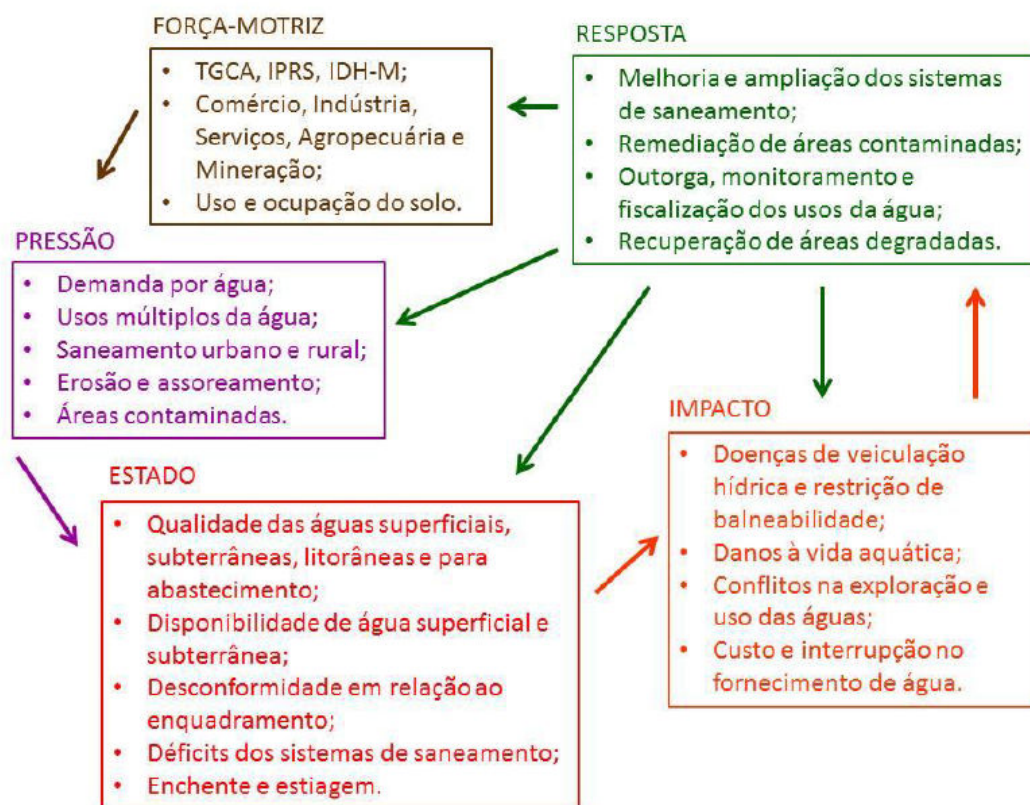 FORÇA-MOTRIZ
• TGCA, IPRS, IDH-M;
• Comércio, Indústria,
Serviços, Agropecuária e
Mineração;
• Uso e ocupação do solo.
RESPOSTA
• Melhoria e ampliação dos sistemas
de saneamento;
• Remediação de áreas contaminadas;
• Outorga, monitoramento e
fiscalização dos usos da água;
• Recuperação de áreas degradadas.
PRESSÃO
• Demanda por água;
• Usos múltiplos da água;
• Saneamento urbano e rural;
• Erosão e assoreamento;
• Áreas contaminadas.
ESTADO
• Qualidade das águas superficiais,
subterrâneas, litorâneas e para
abastecimento;
• Disponibilidade de água superficial e
subterrânea;
• Desconformidade em relação ao
enquadramento;
• Déficits dos sistemas de saneamento;
• Enchente e estiagem.
IMPACTO
• Doenças de veiculação
hídrica e restrição de
balneabilidade;
• Danos à vida aquática;
• Conflitos na exploração e
uso das águas;
• Custo e interrupção no
fornecimento de água.